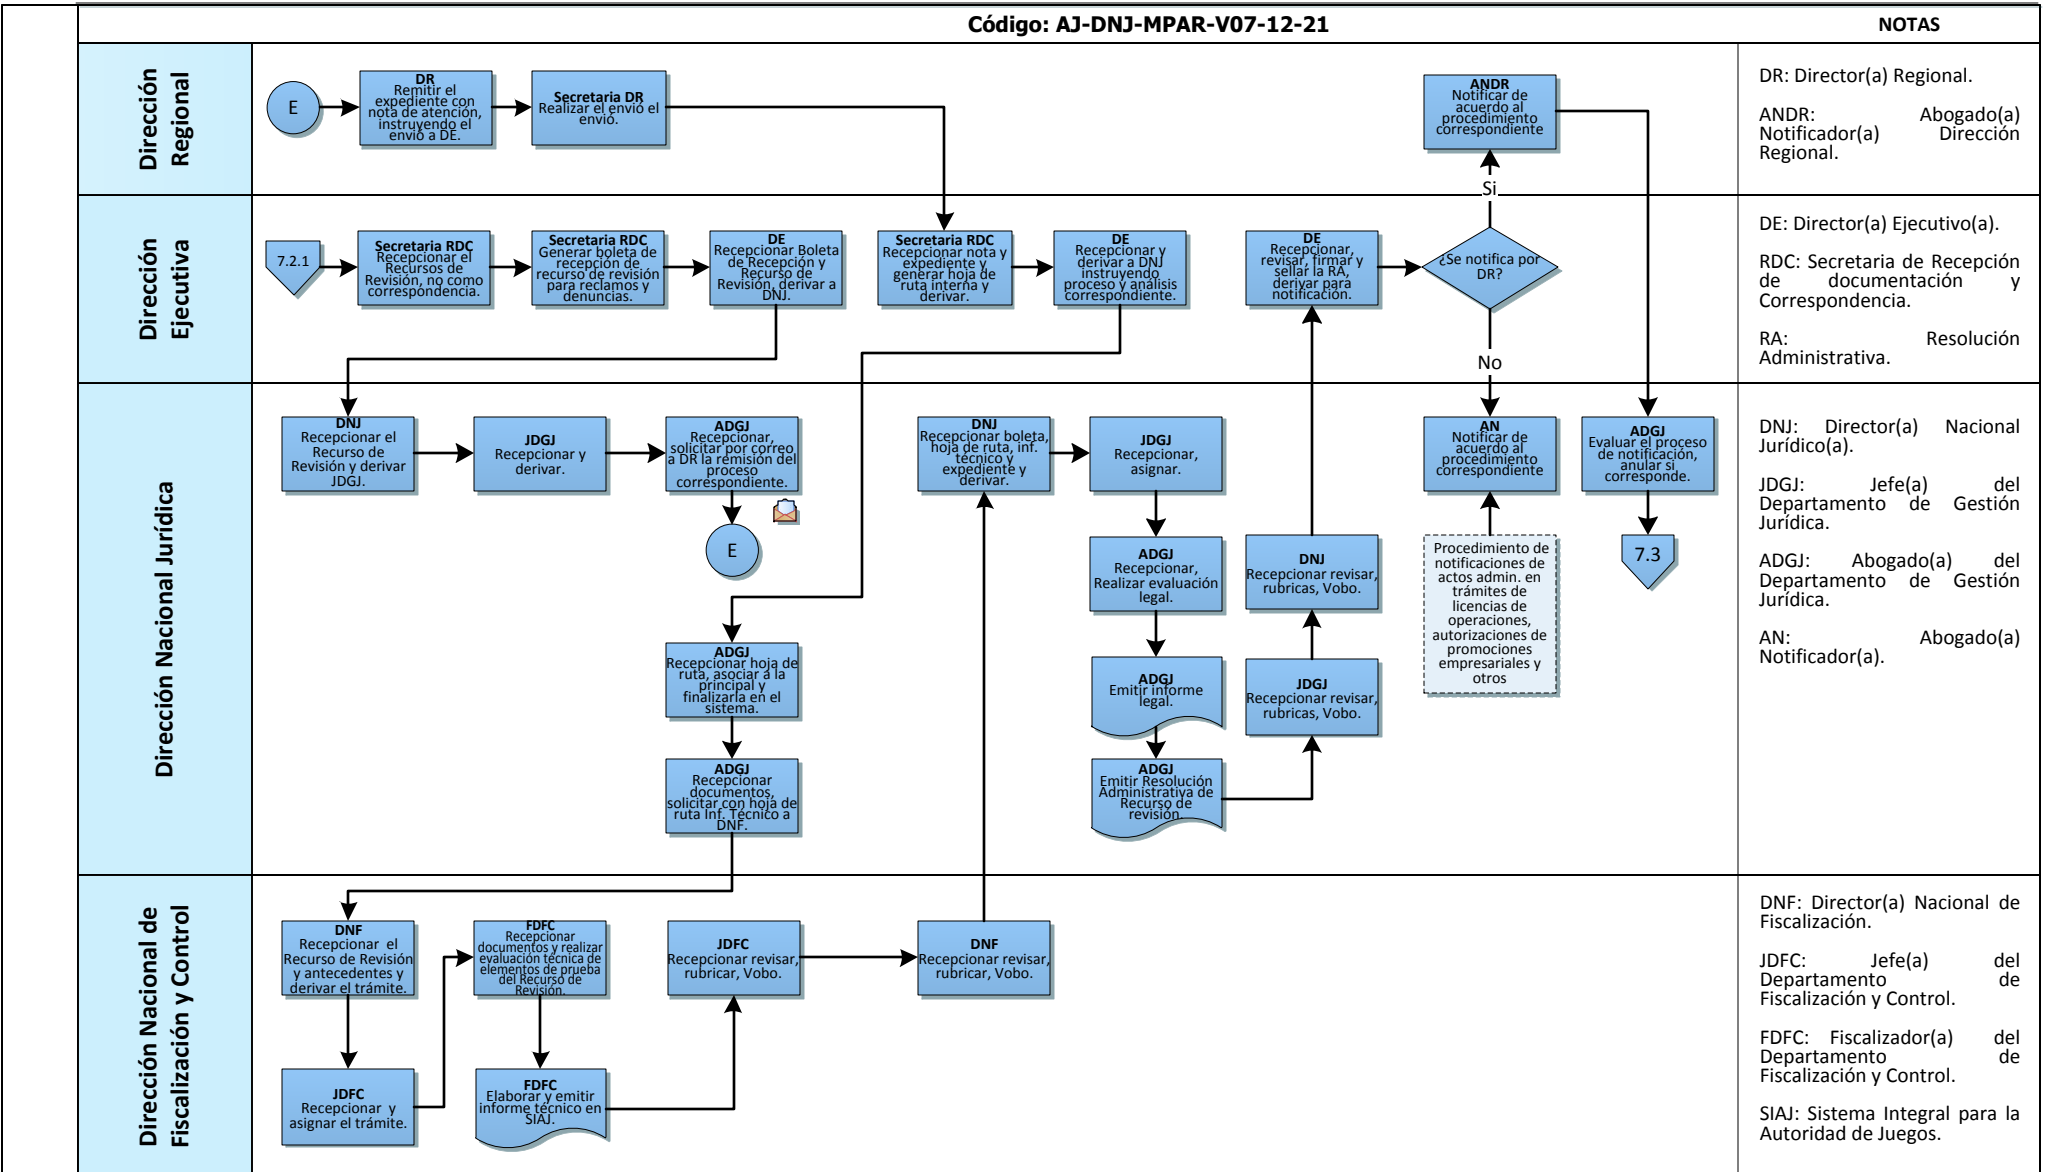 Código: AJ-DNJ-MPAR-V07-12-21
NOTAS
Dirección
Regional
E
DR
Remitir el
expediente con
nota de atención,
instruyendo el
envió a DE.
Secretaria DR
Realizar el envió el
envió.
ANDR
Notificar de
acuerdo al
procedimiento
correspondiente
Si
DR: Director(a) Regional.
ANDR: Abogado(a)
Notificador(a) Dirección
Regional.
Dirección
Ejecutiva
7.2.1
Secretaria RDC
Recepcionar el
Recursos de
Revisión, no como
correspondencia.
Secretaria RDC
Generar boleta de
recepción de
recurso de revisión
para reclamos y
denuncias.
DE
Recepcionar Boleta
de Recepción y
Recurso de
Revisión, derivar a
DNJ.
Secretaria RDC
Recepcionar nota y
expediente y
generar hoja de
ruta interna y
derivar.
DE
Recepcionar y
derivar a DNJ
instruyendo
proceso y análisis
correspondiente.
DE
Recepcionar,
revisar, firmar y
sellar la RA,
derivar para
notificación.
¿Se notifica por
DR?
No
DE: Director(a) Ejecutivo(a).
RDC: Secretaria de Recepción
de documentación y
Correspondencia.
RA: Resolución
Administrativa.
Dirección Nacional Jurídica
DNJ
Recepcionar el
Recurso de
Revisión y derivar
JDGJ.
JDGJ
Recepcionar y
derivar.
ADGJ
Recepcionar,
solicitar por correo
a DR la remisión del
proceso
correspondiente.
E
ADGJ
Recepcionar hoja de
ruta, asociar a la
principal y
finalizarla en el
sistema.
ADGJ
Recepcionar
documentos,
solicitar con hoja de
ruta Inf. Técnico a
DNF.
DNJ
Recepcionar boleta,
hoja de ruta, inf.
técnico y
expediente y
derivar.
JDGJ
Recepcionar,
asignar.
ADGJ
Recepcionar,
Realizar evaluación
legal.
ADGJ
Emitir informe
legal.
ADGJ
Emitir Resolución
Administrativa de
Recurso de
revisión.
DNJ
Recepcionar revisar,
rubricas, Vobo.
JDGJ
Recepcionar revisar,
rubricas, Vobo.
AN
Notificar de
acuerdo al
procedimiento
correspondiente
Procedimiento de
notificaciones de
actos admin. en
trámites de
licencias de
operaciones,
autorizaciones de
promociones
empresariales y
otros
ADGJ
Evaluar el proceso
de notificación,
anular si
corresponde.
7.3
DNJ: Director(a) Nacional
Jurídico(a).
JDGJ: Jefe(a) del
Departamento de Gestión
Jurídica.
ADGJ: Abogado(a) del
Departamento de Gestión
Jurídica.
AN: Abogado(a)
Notificador(a).
Dirección Nacional de
Fiscalización y Control
DNF
Recepcionar el
Recurso de Revisión
y antecedentes y
derivar el trámite.
JDFC
Recepcionar y
asignar el trámite.
FDFC
Recepcionar
documentos y realizar
evaluación técnica de
elementos de prueba
del Recurso de
Revisión.
FDFC
Elaborar y emitir
informe técnico en
SIAJ.
JDFC
Recepcionar revisar,
rubricar, Vobo.
DNF
Recepcionar revisar,
rubricar, Vobo.
DNF: Director(a) Nacional de
Fiscalización.
JDFC: Jefe(a) del
Departamento de
Fiscalización y Control.
FDFC: Fiscalizador(a) del
Departamento de
Fiscalización y Control.
SIAJ: Sistema Integral para la
Autoridad de Juegos.